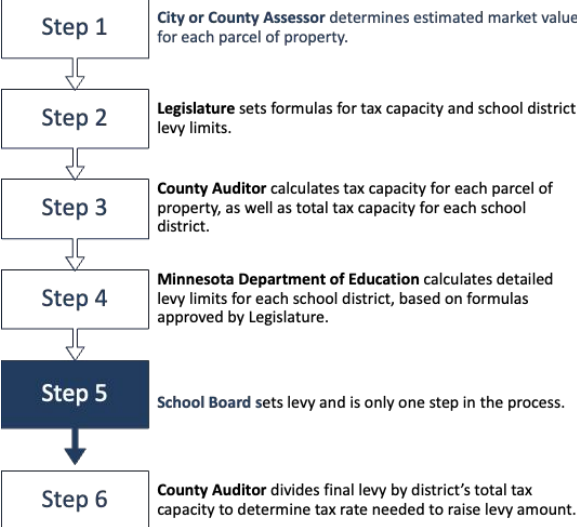 Step 1
City or County Assessor determines estimated market value
for each parcel of property.
Step 2
Legislature sets formulas for tax capacity and school district
levy limits.
Step 3
County Auditor calculates tax capacity for each parcel of
property, as well as total tax capacity for each school
district.
Step 4
Minnesota Department of Education calculates detailed
levy limits for each school district, based on formulas
approved by Legislature.
Step 5
School Board sets levy and is only one step in the process.
Step 6
County Auditor divides final levy by district's total tax
capacity to determine tax rate needed to raise levy amount.